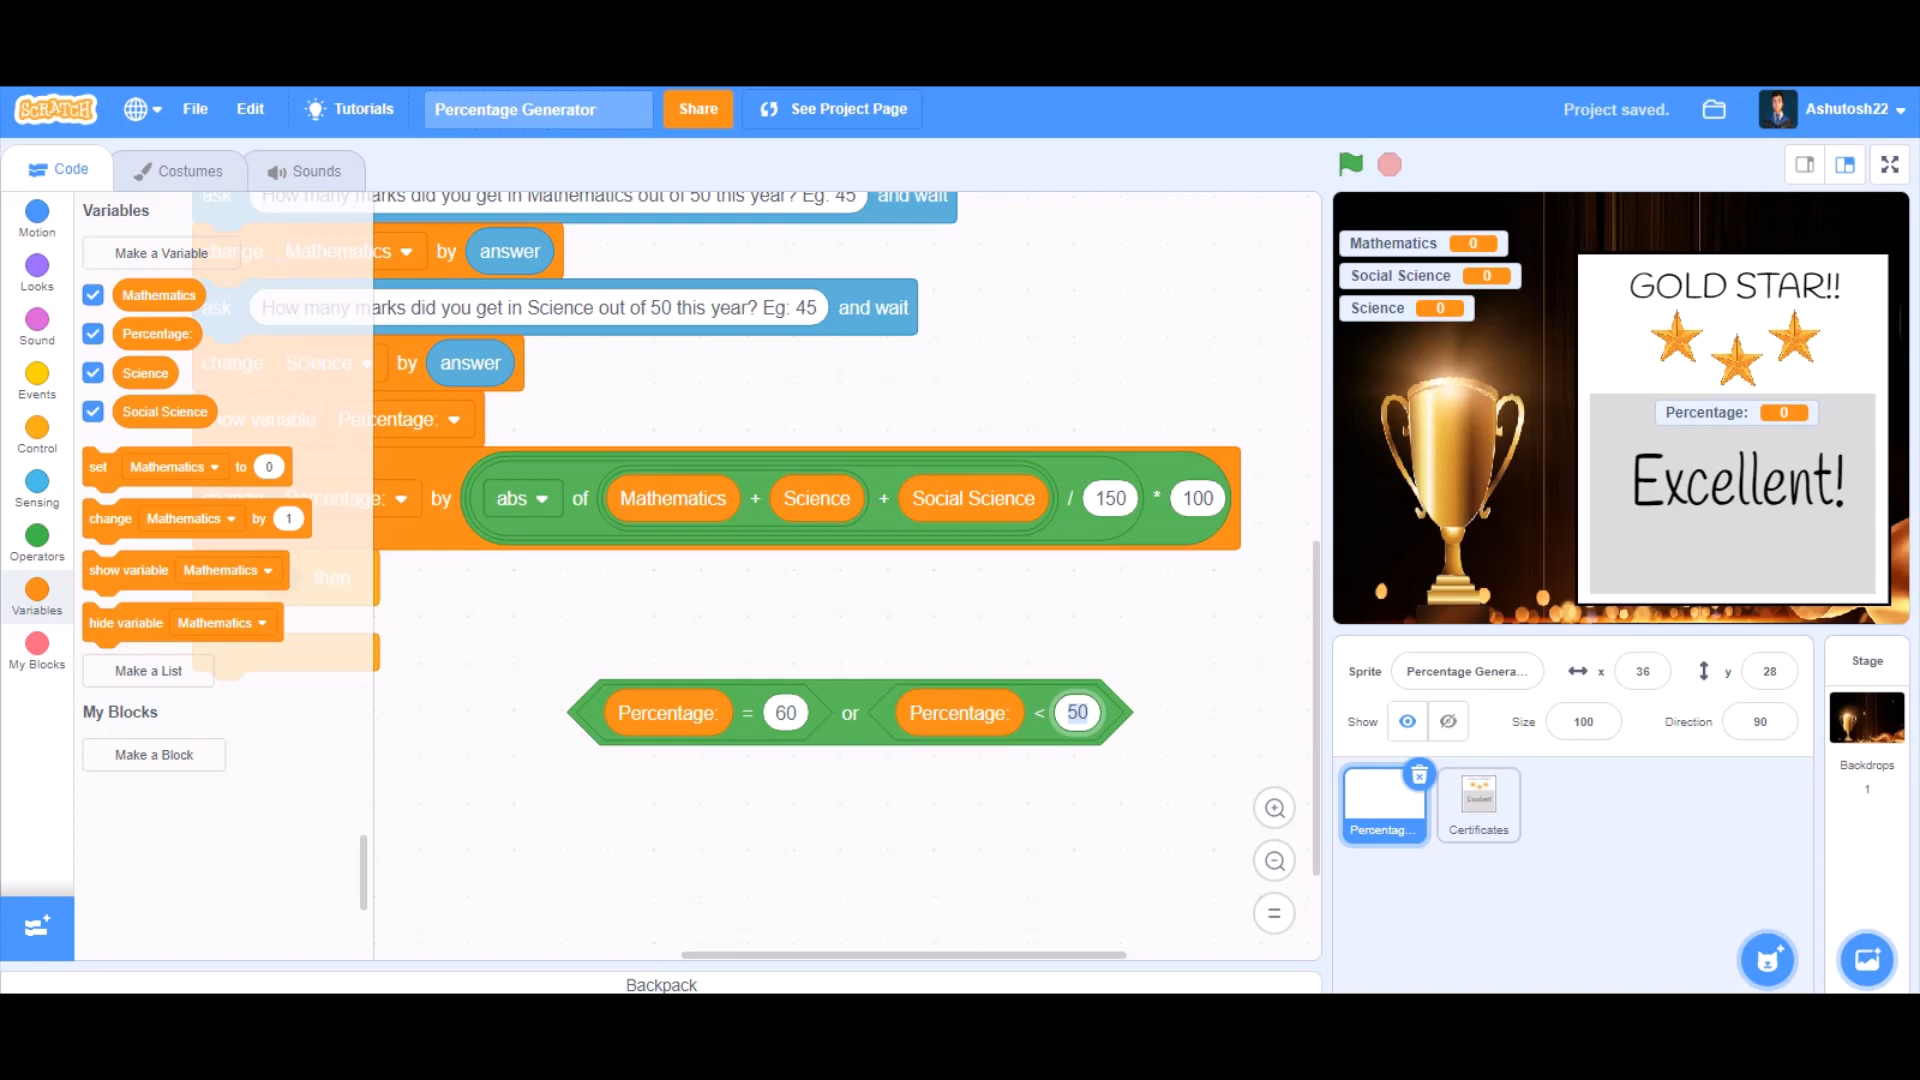 SCRATCH File Edit Tutorials Percentage Generator Share See Project Page Project saved. Ashutosh22
Code Costumes Sounds
Motion
Looks
Sound
Events
Control
Sensing
Operators
Variables
My Blocks
Variables
Make a Variable
Mathematics
Percentage:
Science
Social Science
set Mathematics to 0
change Mathematics by 1
show variable Mathematics
hide variable Mathematics
Make a List
My Blocks
Make a Block
ask How many marks did you get in Mathematics out of 50 this year? Eg: 45 and wait
change Mathematics by answer
ask How many marks did you get in Science out of 50 this year? Eg: 45 and wait
change Science by answer
show variable Percentage:
change Percentage: by abs of Mathematics + Science + Social Science / 150 * 100
then
Percentage: = 60 or Percentage: < 50
Backpack
Mathematics 0
Social Science 0
Science 0
GOLD STAR!!
Percentage: 0
Excellent!
Sprite Percentage Genera... x 36 y 28
Show Size 100 Direction 90
Percentag...
Certificates
Stage
Backdrops
1